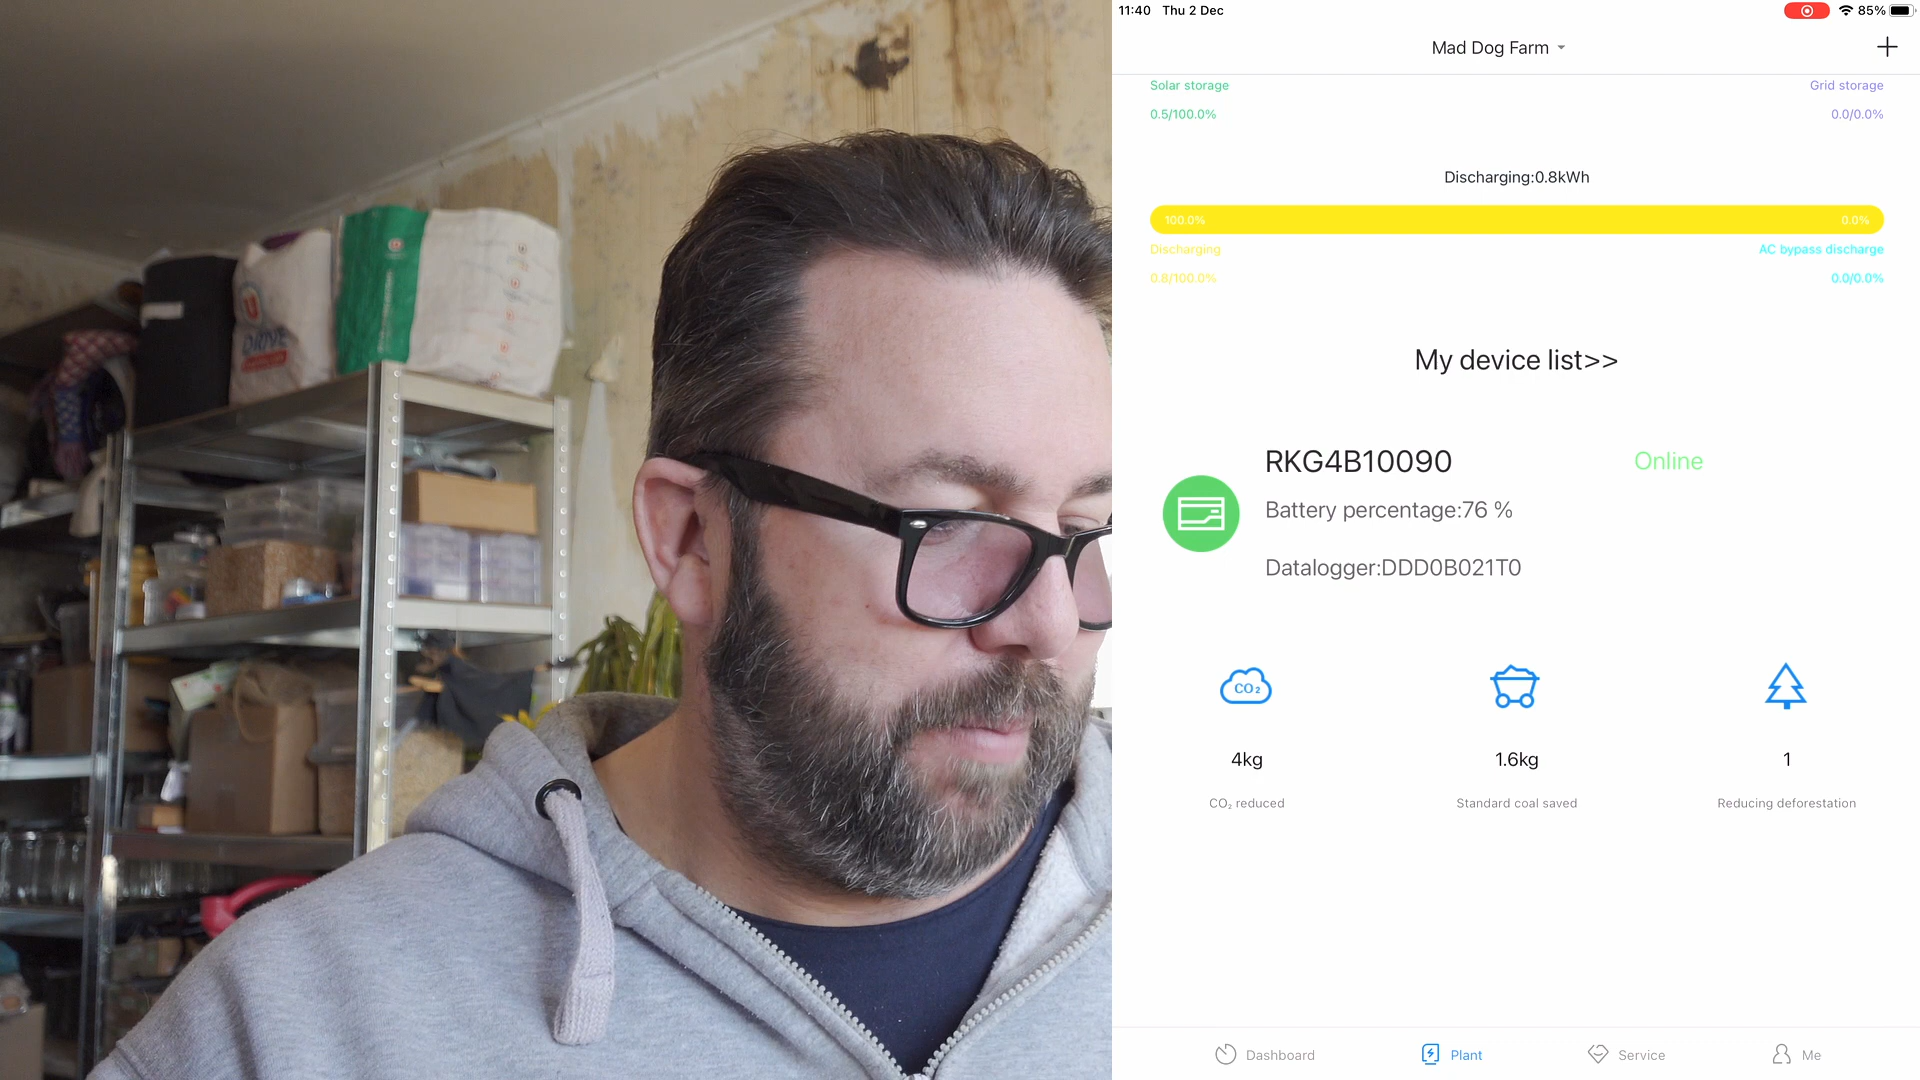 11:40 Thu 2 Dec
85%
Mad Dog Farm
Solar storage
Grid storage
0.5/100.0%
0.0/0.0%
Discharging:0.8kWh
100.0%
0.0%
Discharging
AC bypass discharge
0.8/100.0%
0.0/0.0%
My device list>>
RKG4B10090
Online
Battery percentage:76 %
Datalogger:DDD0B021T0
CO₂
4kg
1.6kg
1
CO₂ reduced
Standard coal saved
Reducing deforestation
Dashboard
Plant
Service
Me
DRIVE